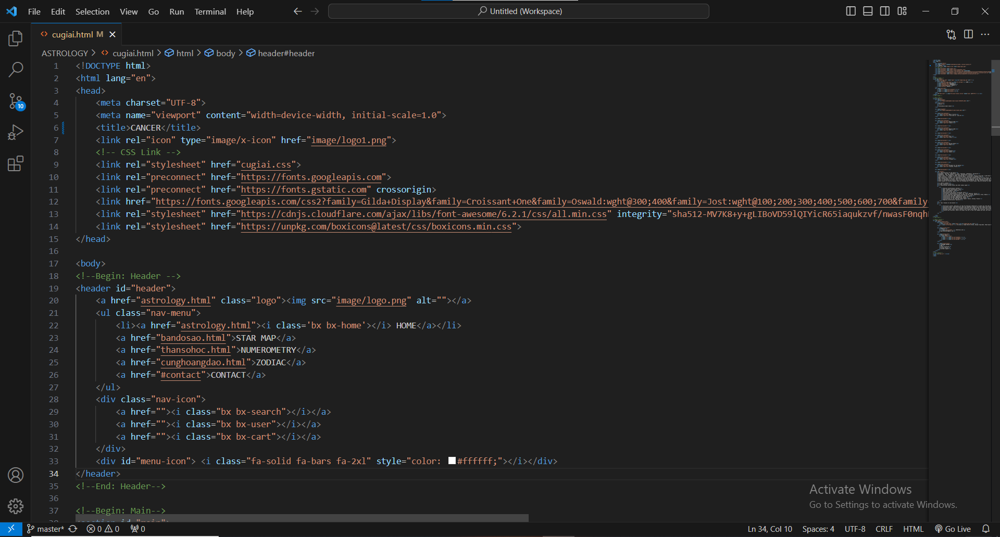 File Edit Selection View Go Run Terminal Help
Untitled (Workspace)
cugiai.html M
ASTROLOGY > cugiai.html > html > body > header#header
1 <!DOCTYPE html>
2 <html lang="en">
3 <head>
4 <meta charset="UTF-8">
5 <meta name="viewport" content="width=device-width, initial-scale=1.0">
6 <title>CANCER</title>
7 <link rel="icon" type="image/x-icon" href="image/logo1.png">
8 <!-- CSS Link -->
9 <link rel="stylesheet" href="cugiai.css">
10 <link rel="preconnect" href="https://fonts.googleapis.com">
11 <link rel="preconnect" href="https://fonts.gstatic.com" crossorigin>
12 <link href="https://fonts.googleapis.com/css2?family=Gilda+Display&family=Croissant+One&family=Oswald:wght@300;400&family=Jost:wght@100;200;300;400;500;600;700&family
13 <link rel="stylesheet" href="https://cdnjs.cloudflare.com/ajax/libs/font-awesome/6.2.1/css/all.min.css" integrity="sha512-MV7K8+y+gLIBoVD59lQIYicR65iaqukzvf/nwasF0nqh
14 <link rel="stylesheet" href="https://unpkg.com/boxicons@latest/css/boxicons.min.css">
15 </head>
16
17 <body>
18 <!--Begin: Header -->
19 <header id="header">
20 <a href="astrology.html" class="logo"><img src="image/logo.png" alt=""></a>
21 <ul class="nav-menu">
22 <li><a href="astrology.html"><i class='bx bx-home'></i> HOME</a></li>
23 <a href="bandosao.html">STAR MAP</a>
24 <a href="thansohoc.html">NUMEROMETRY</a>
25 <a href="cunghoangdao.html">ZODIAC</a>
26 <a href="#contact">CONTACT</a>
27 </ul>
28 <div class="nav-icon">
29 <a href=""><i class="bx bx-search"></i></a>
30 <a href=""><i class="bx bx-user"></i></a>
31 <a href=""><i class="bx bx-cart"></i></a>
32 </div>
33 <div id="menu-icon"> <i class="fa-solid fa-bars fa-2xl" style="color: #ffffff;"></i></div>
34 </header>
35 <!--End: Header-->
36
37 <!--Begin: Main-->
38 <section id="main">
10
Activate Windows
Go to Settings to activate Windows.
master* 0 0 0 Ln 34, Col 10 Spaces: 4 UTF-8 CRLF HTML Go Live